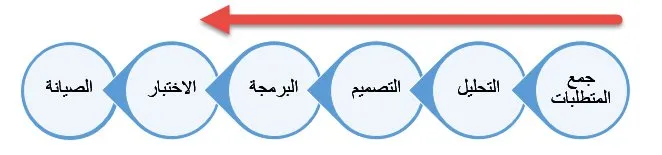 جمع
المتطلبات
التحليل
التصميم
البرمجة
الاختبار
الصيانة